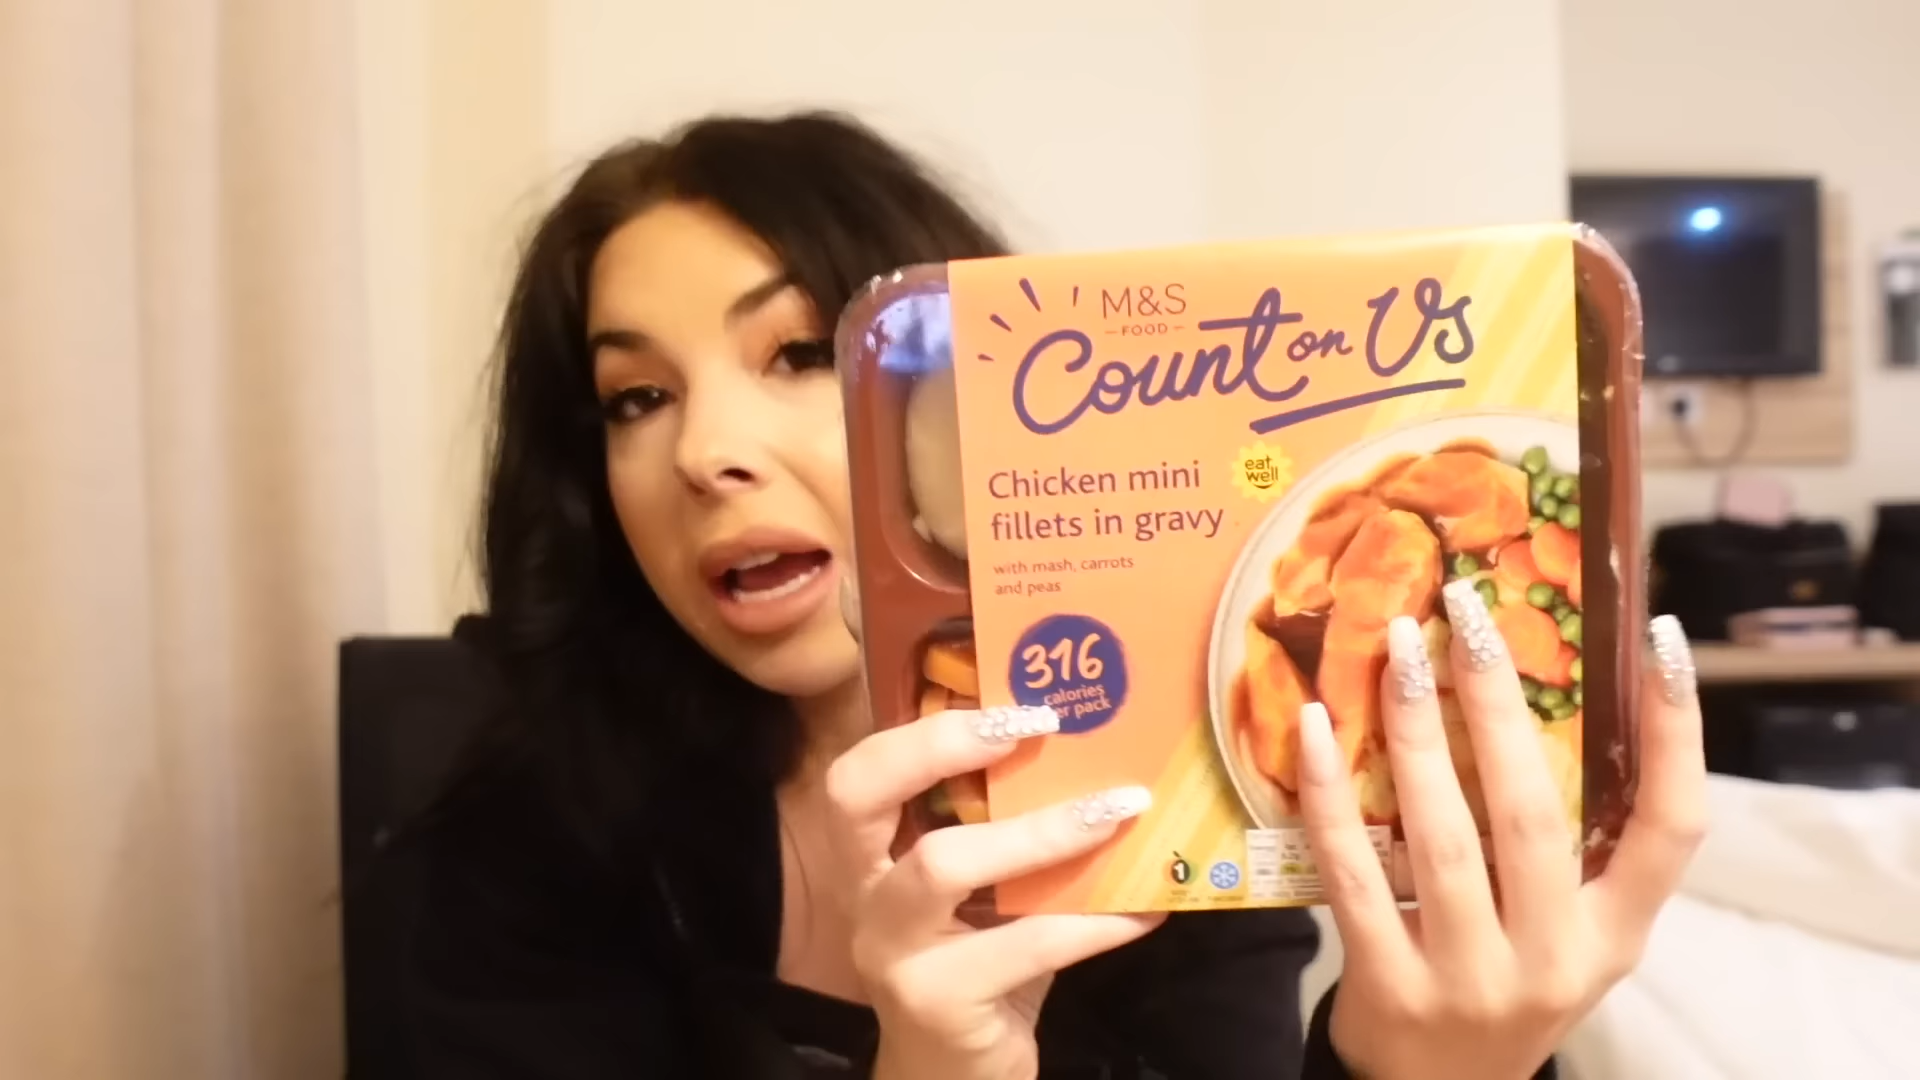 M&S
FOOD
Count on Us
eat
well
Chicken mini
fillets in gravy
with mash, carrots
and peas
316
calories
per pack
1